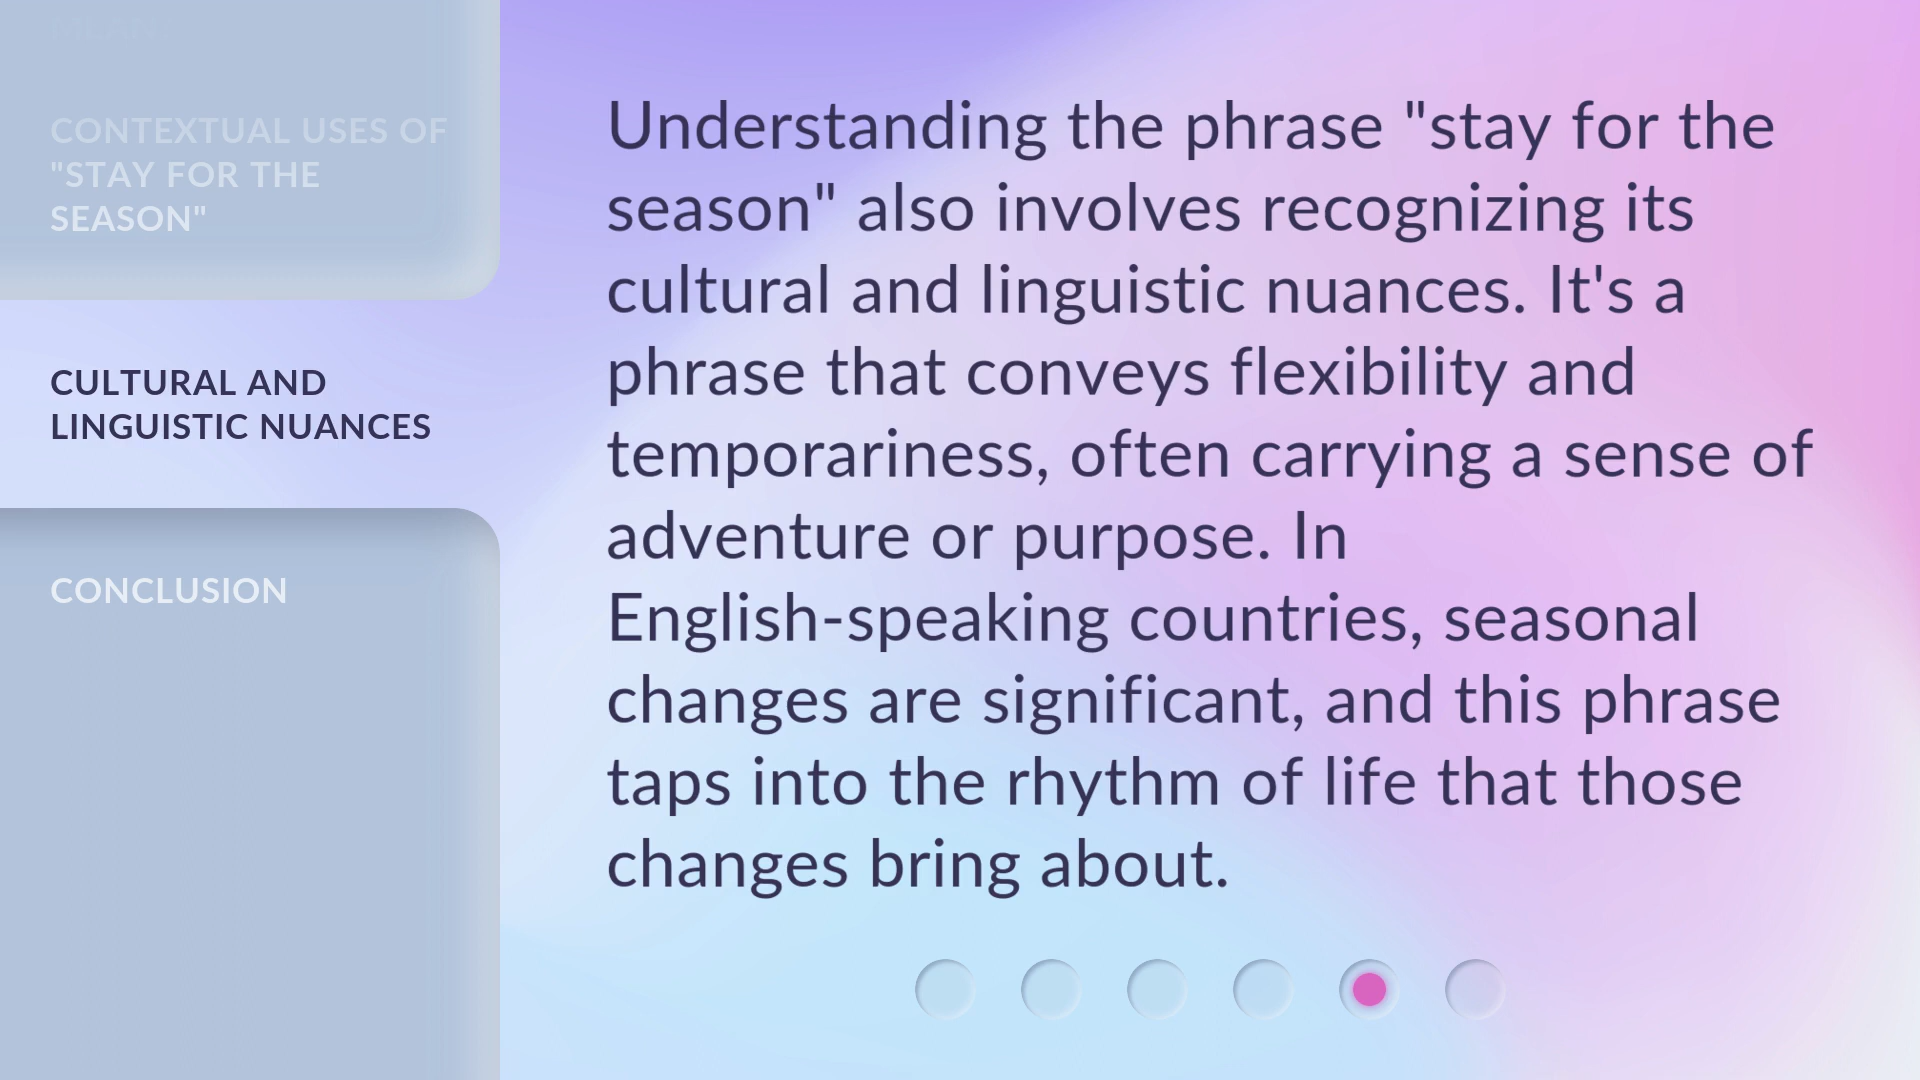 CONTEXTUAL USES OF
"STAY FOR THE
SEASON"
CULTURAL AND
LINGUISTIC NUANCES
CONCLUSION
Understanding the phrase "stay for the
season" also involves recognizing its
cultural and linguistic nuances. It's a
phrase that conveys flexibility and
temporariness, often carrying a sense of
adventure or purpose. In
English-speaking countries, seasonal
changes are significant, and this phrase
taps into the rhythm of life that those
changes bring about.